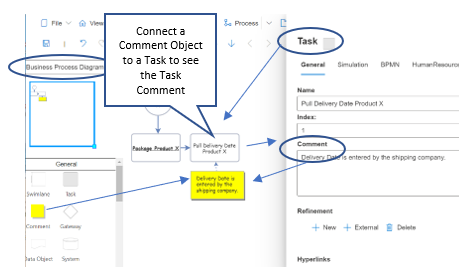 File
View
Process
Connect a
Comment Object
to a Task to see
the Task
Comment
Business Process Diagram
General
Swimlane
Task
Comment
Gateway
Data Object
System
Package Product X
Pull Delivery Date
Product X
Delivery Date is
entered by the
shipping company.
Task
General
Simulation
BPMN
HumanResource
Name
Pull Delivery Date Product X
Index:
1
Comment
Delivery Date is entered by the shipping company.
Refinement
+ New
+ External
Delete
Hyperlinks